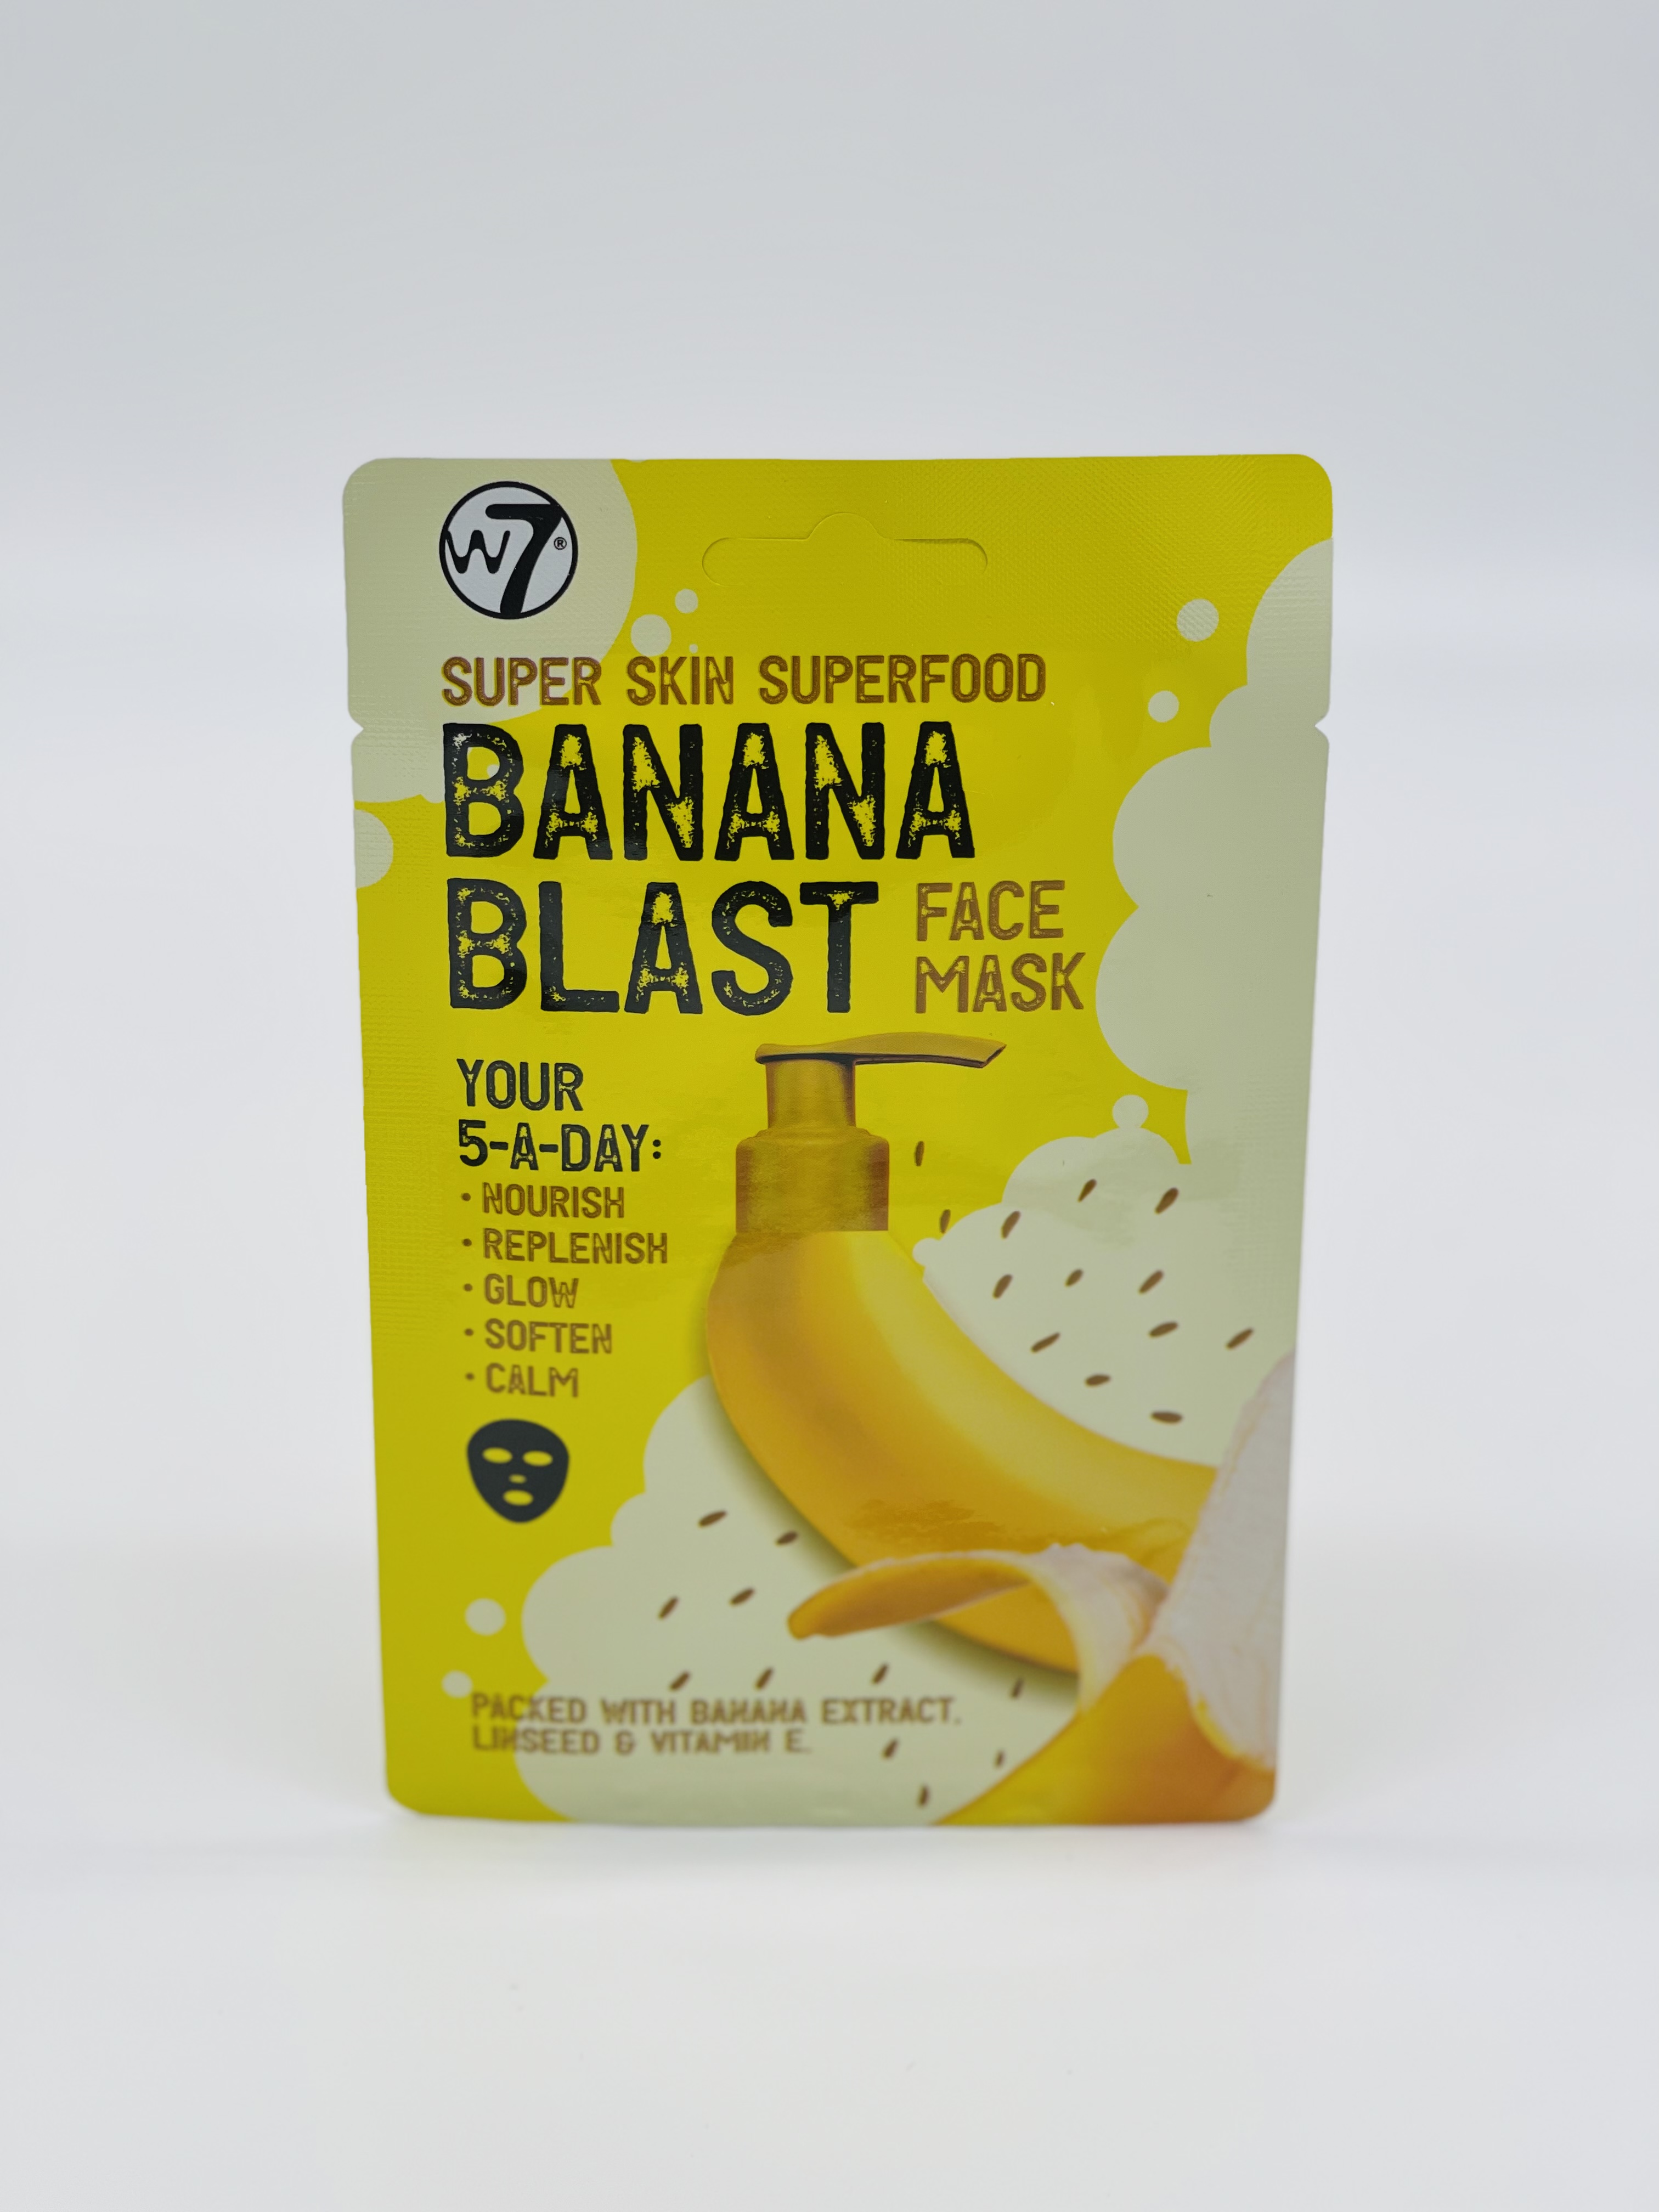 W7®
SUPER SKIN SUPERFOOD
BANANA
BLAST
FACE
MASK
YOUR
5-A-DAY:
• NOURISH
• REPLENISH
• GLOW
• SOFTEN
• CALM
PACKED WITH BANANA EXTRACT,
LINSEED & VITAMIN E.